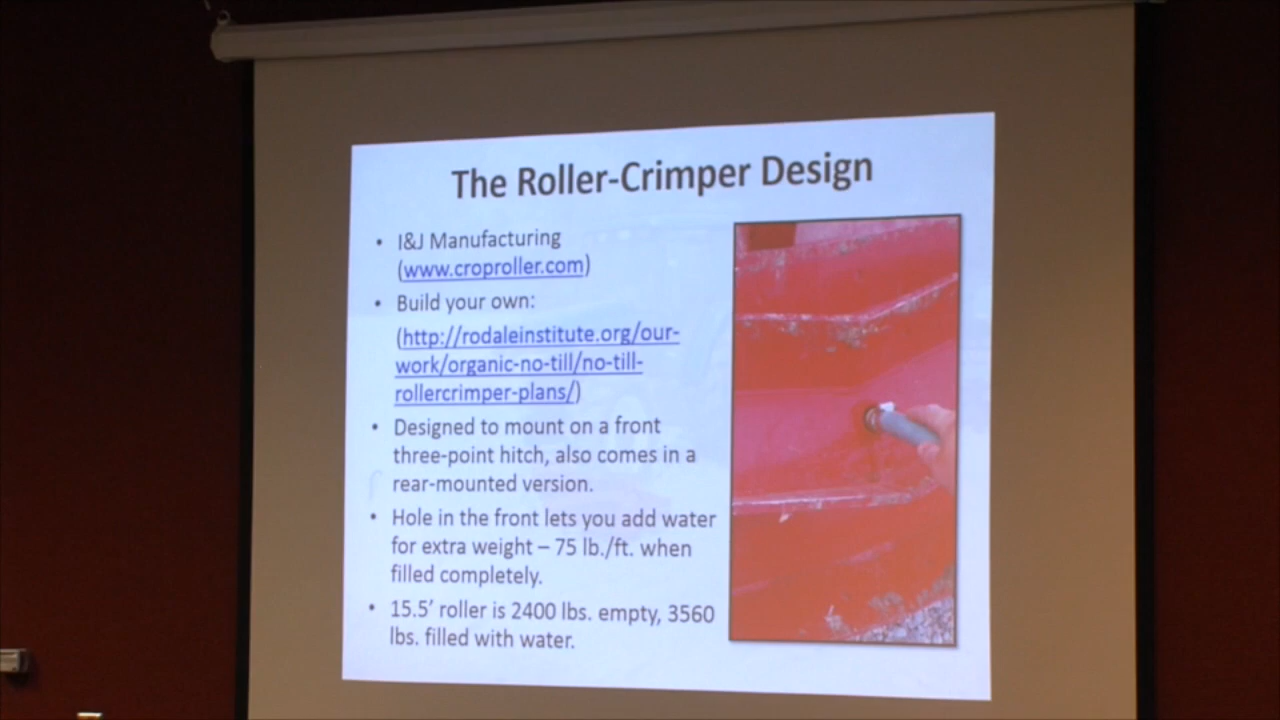 The Roller-Crimper Design
• I&J Manufacturing
(www.croproller.com)
• Build your own:
(http://rodaleinstitute.org/our-
work/organic-no-till/no-till-
rollercrimper-plans/)
• Designed to mount on a front
three-point hitch, also comes in a
rear-mounted version.
• Hole in the front lets you add water
for extra weight – 75 lb./ft. when
filled completely.
• 15.5’ roller is 2400 lbs. empty, 3560
lbs. filled with water.